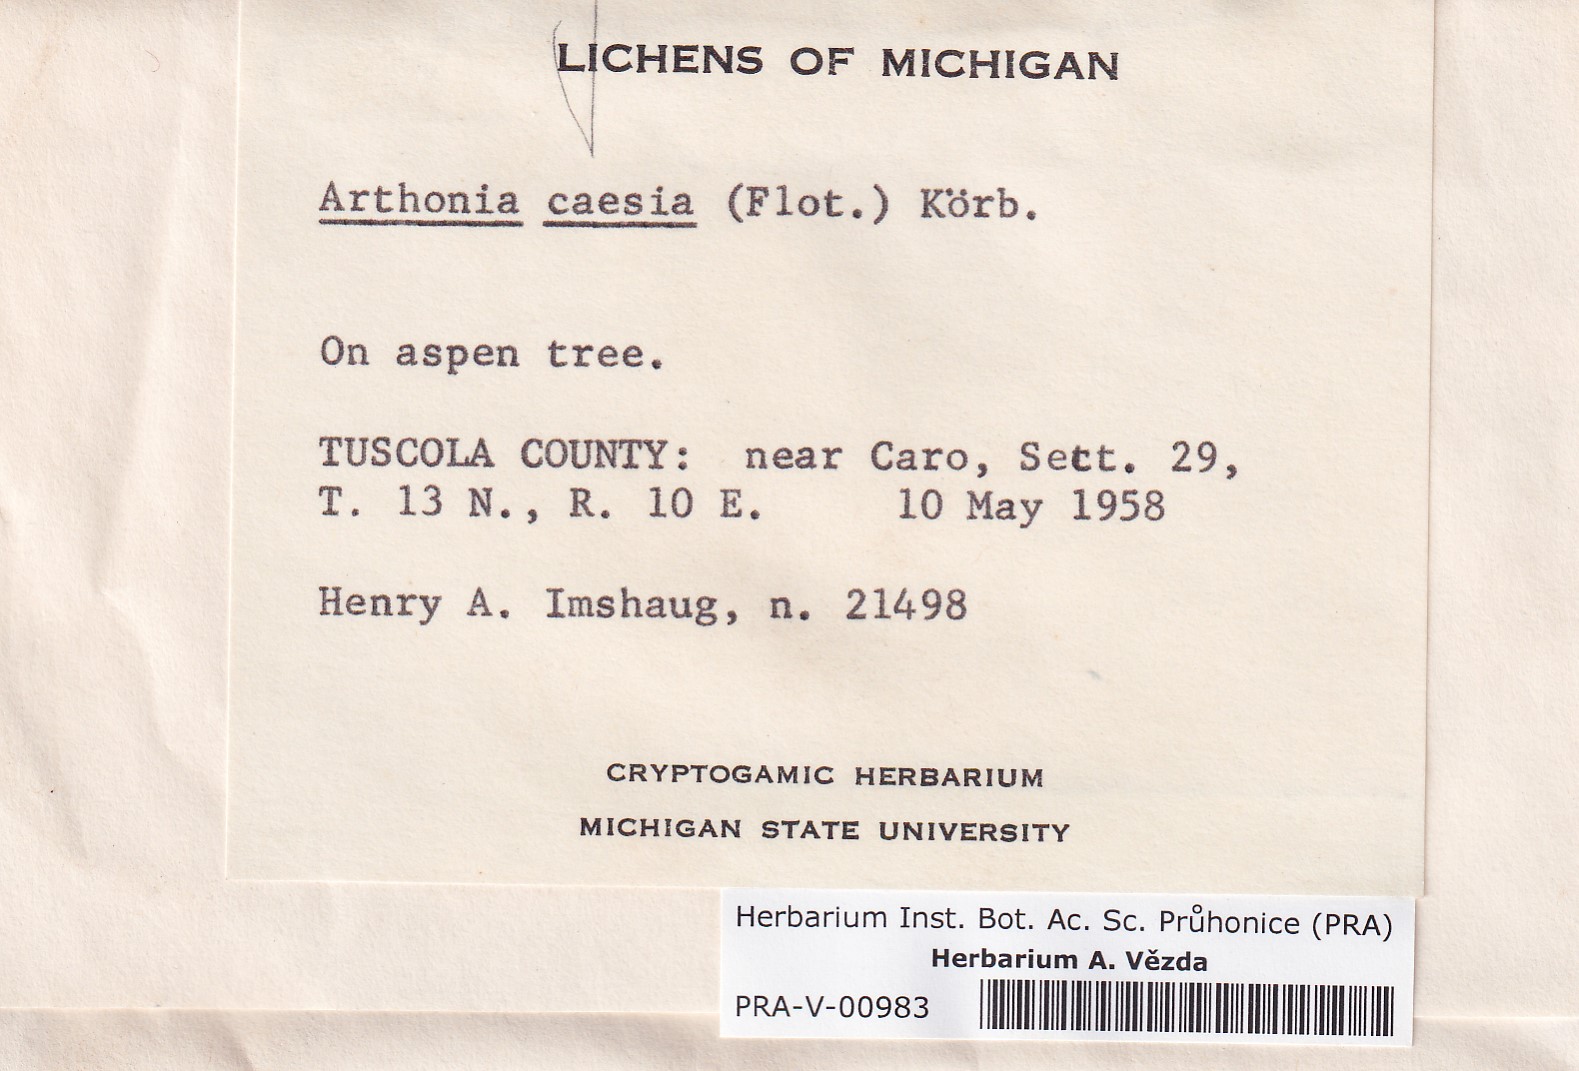 LICHENS OF MICHIGAN
Arthonia caesia (Flot.) Körb.
On aspen tree.
TUSCOLA COUNTY: near Caro, Sect. 29,
T. 13 N., R. 10 E. 10 May 1958
Henry A. Imshaug, n. 21498
CRYPTOGAMIC HERBARIUM
MICHIGAN STATE UNIVERSITY
Herbarium Inst. Bot. Ac. Sc. Průhonice (PRA)
Herbarium A. Vězda
PRA-V-00983